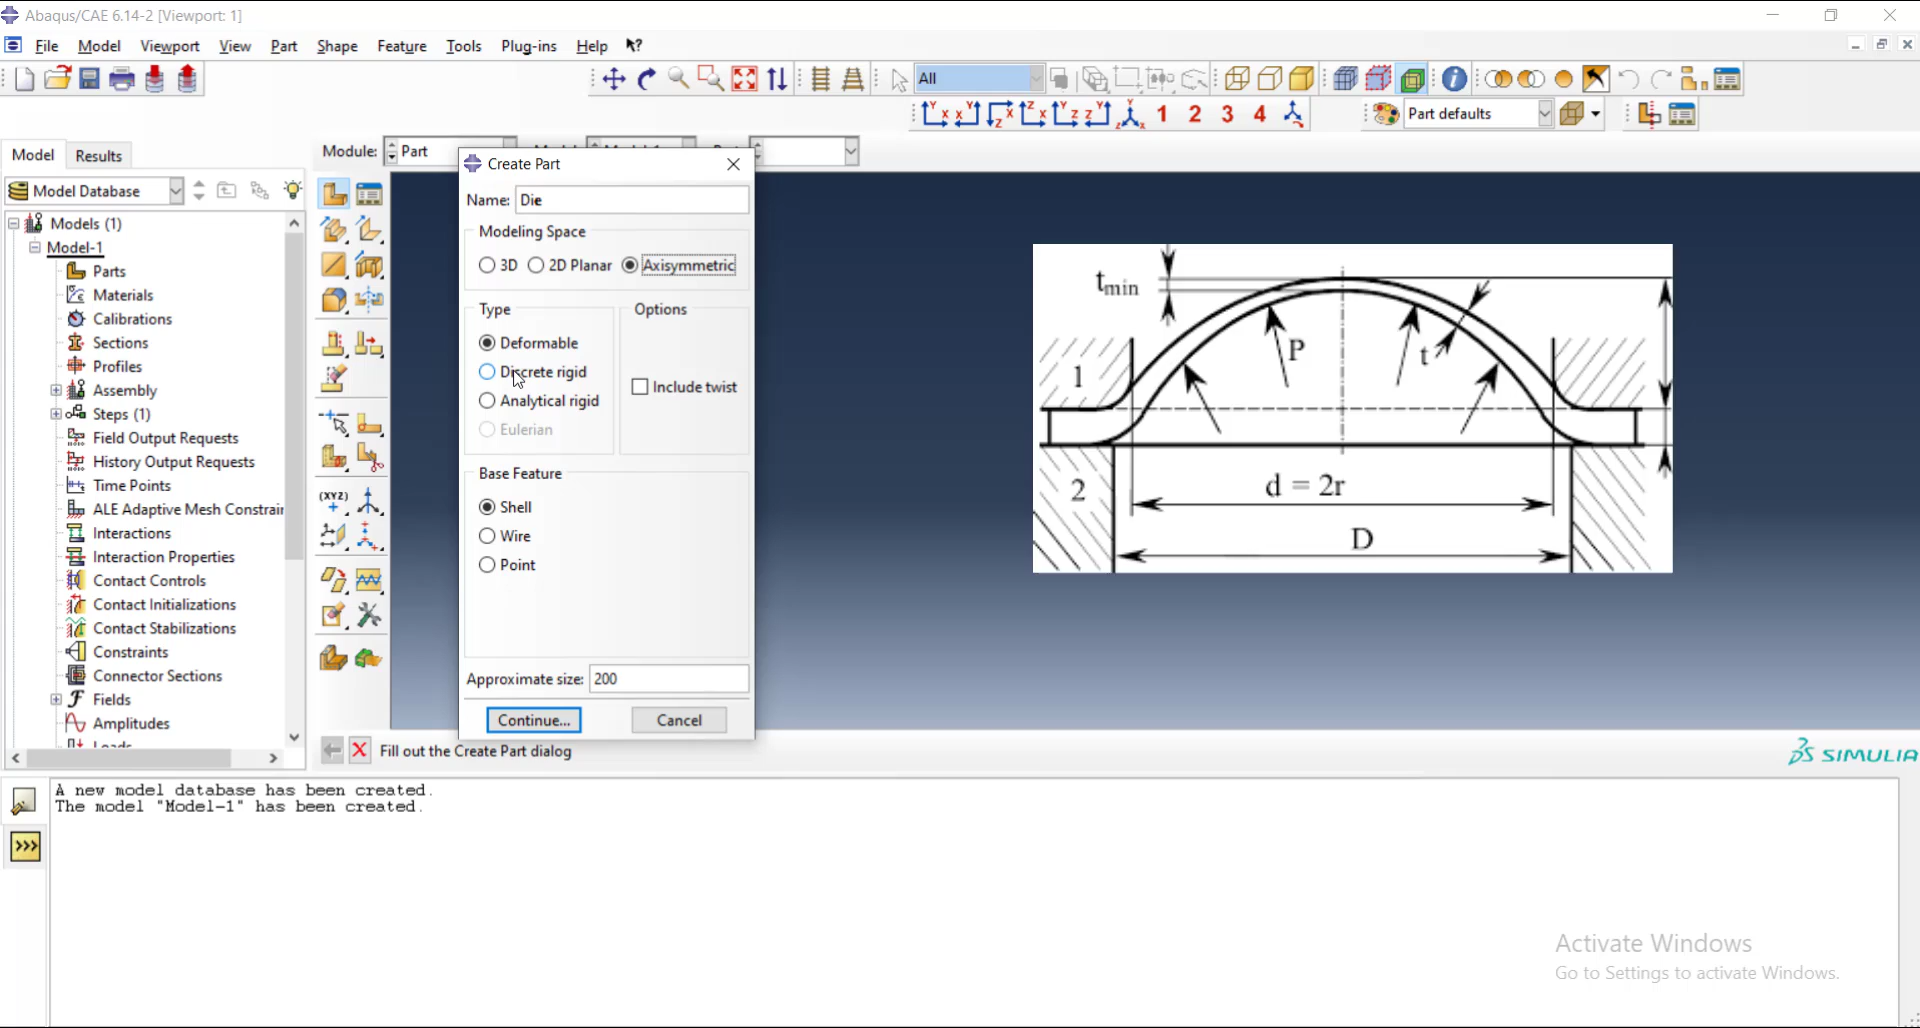 Abaqus/CAE 6.14-2 [Viewport: 1]
File Model Viewport View Part Shape Feature Tools Plug-ins Help
All
1 2 3 4
Part defaults
Model Results
Module: Part
Model Database
Models (1)
Model-1
Parts
Materials
Calibrations
Sections
Profiles
Assembly
Steps (1)
Field Output Requests
History Output Requests
Time Points
ALE Adaptive Mesh Constrain
Interactions
Interaction Properties
Contact Controls
Contact Initializations
Contact Stabilizations
Constraints
Connector Sections
Fields
Amplitudes
(XYZ)
Create Part
Name: Die
Modeling Space
3D 2D Planar Axisymmetric
Type
Deformable
Discrete rigid
Analytical rigid
Eulerian
Options
Include twist
Base Feature
Shell
Wire
Point
Approximate size: 200
Continue... Cancel
tmin
P
t
1
2
d = 2r
D
Fill out the Create Part dialog
SIMULIA
A new model database has been created.
The model "Model-1" has been created.
>>>
Activate Windows
Go to Settings to activate Windows.